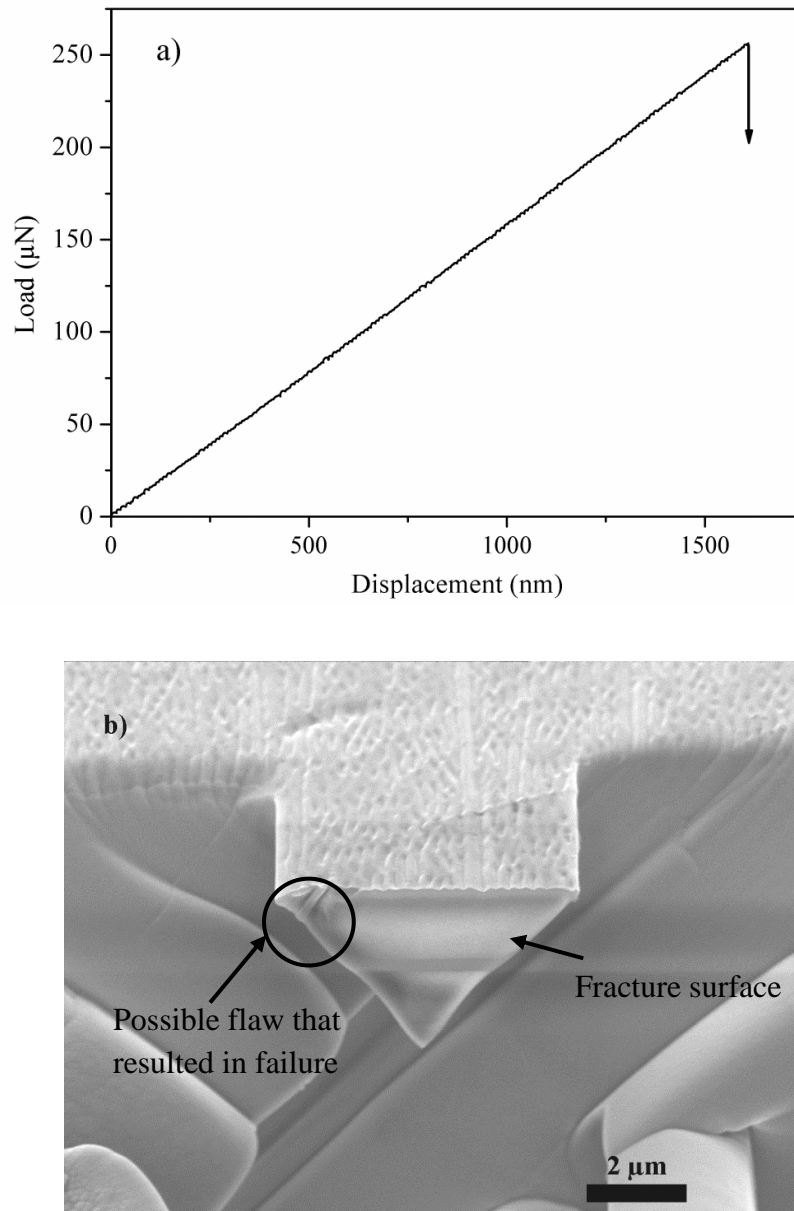 a)
250
200
150
100
50
0
Load (μN)
0 500 1000 1500
Displacement (nm)
b)
Possible flaw that
resulted in failure
Fracture surface
2 μm